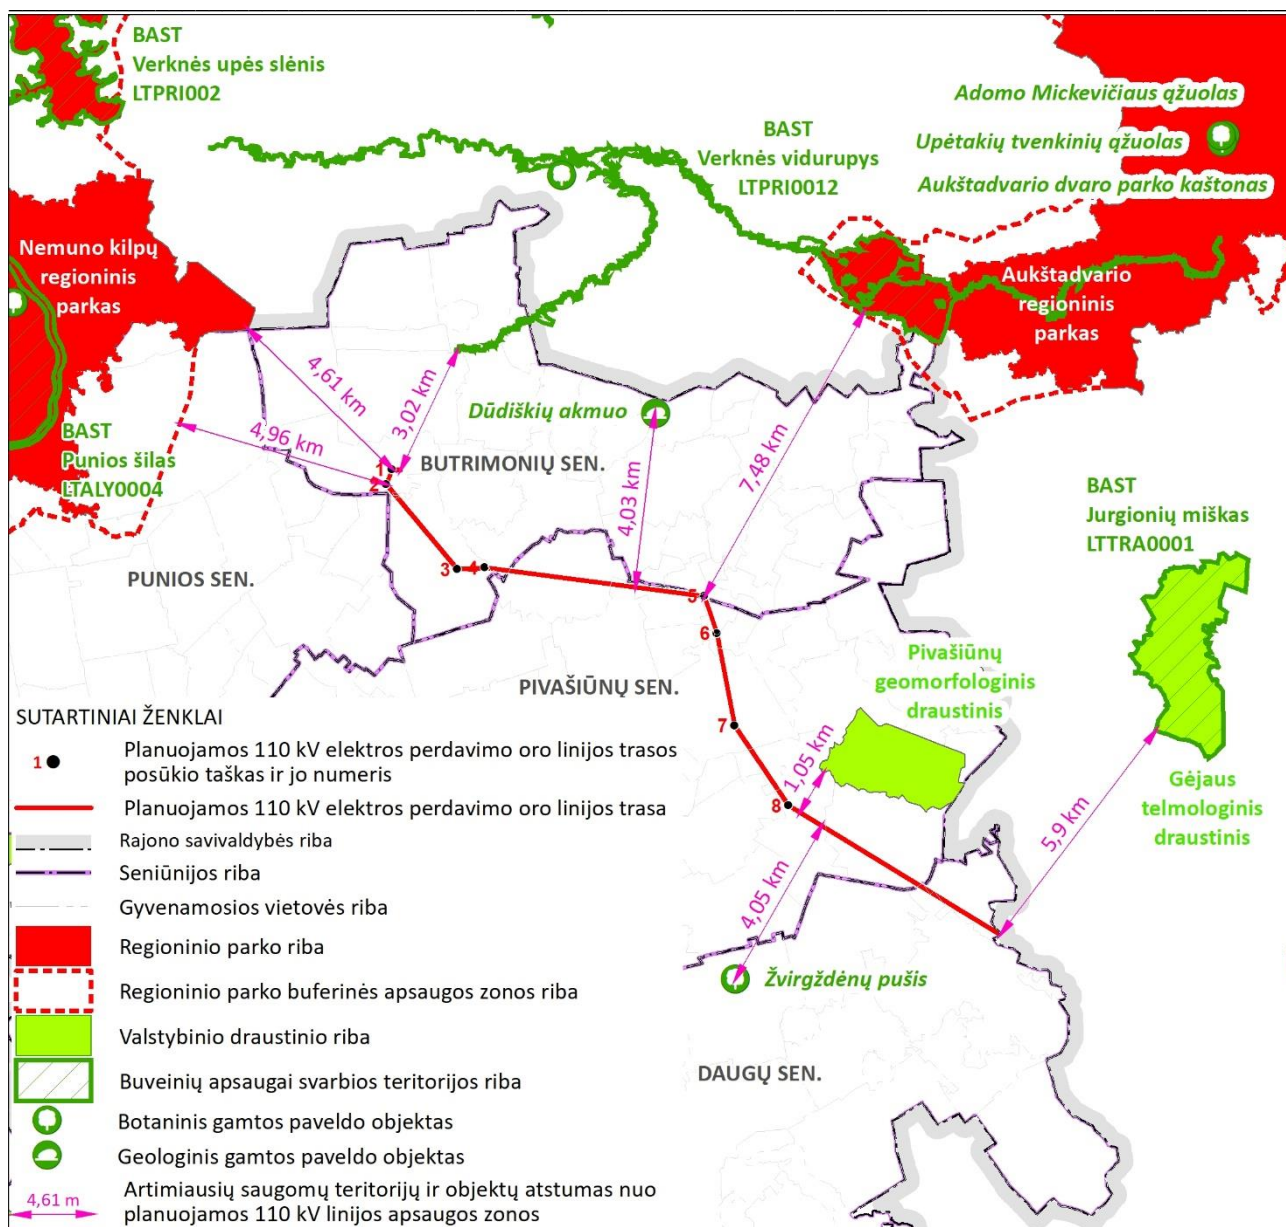 BAST
Verknės upės slėnis
LTPRI002
Adomo Mickevičiaus ąžuolas
BAST
Verknės vidurupys
LTPRI0012
Upėtakių tvenkinių ąžuolas
Aukštadvario dvaro parko kaštonas
Nemuno kilpų
regioninis
parkas
Aukštadvario
regioninis
parkas
4,61 km
3,02 km
Dūdiškių akmuo
7,48 km
4,96 km
BAST
Punios šilas
LTALY0004
1
BUTRIMONIŲ SEN.
2
4,03 km
BAST
Jurgionių miškas
LTTRA0001
PUNIOS SEN.
3
4
5
6
Pivašiūnų
geomorfologinis
draustinis
PIVAŠIŪNŲ SEN.
7
1,05 km
8
Gėjaus
telmologinis
draustinis
5,9 km
4,05 km
Žvirgždėnų pušis
DAUGŲ SEN.
SUTARTINIAI ŽENKLAI
1 Planuojamos 110 kV elektros perdavimo oro linijos trasos
posūkio taškas ir jo numeris
Planuojamos 110 kV elektros perdavimo oro linijos trasa
Rajono savivaldybės riba
Seniūnijos riba
Gyvenamosios vietovės riba
Regioninio parko riba
Regioninio parko buferinės apsaugos zonos riba
Valstybinio draustinio riba
Buveinių apsaugai svarbios teritorijos riba
Botaninis gamtos paveldo objektas
Geologinis gamtos paveldo objektas
4,61 m Artimiausių saugomų teritorijų ir objektų atstumas nuo
planuojamos 110 kV linijos apsaugos zonos